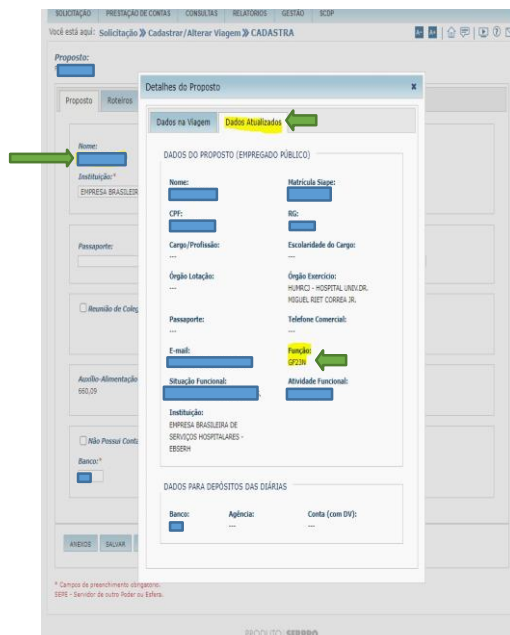 SOLICITAÇÃO PRESTAÇÃO DE CONTAS CONSULTAS RELATÓRIOS GESTÃO SCDP
Você está aqui: Solicitação » Cadastrar/Alterar Viagem » CADASTRA A- A+
Proposto:
Detalhes do Proposto x
Proposto Roteiros
Dados na Viagem Dados Atualizados
Nome:
Instituição:*
EMPRESA BRASILEIR
DADOS DO PROPOSTO (EMPREGADO PÚBLICO)
Nome: Matrícula Siape:
CPF: RG:
Cargo/Profissão: Escolaridade do Cargo:
--- ---
Órgão Lotação: Órgão Exercício:
--- HUMRCJ - HOSPITAL UNIV.DR.
MIGUEL RIET CORREA JR.
Passaporte:
Passaporte: Telefone Comercial:
--- ---
Reunião de Coleg
E-mail: Função:
GF23N
Auxílio-Alimentação
660,09
Situação Funcional: Atividade Funcional:
Instituição:
EMPRESA BRASILEIRA DE
SERVIÇOS HOSPITALARES -
EBSERH
Não Possui Conta
Banco:*
DADOS PARA DEPÓSITOS DAS DIÁRIAS
Banco: Agência: Conta (com DV):
--- ---
ANEXOS SALVAR
* Campos de preenchimento obrigatório.
SEPE - Servidor de outro Poder ou Esfera.
PRODUTO SERPRO